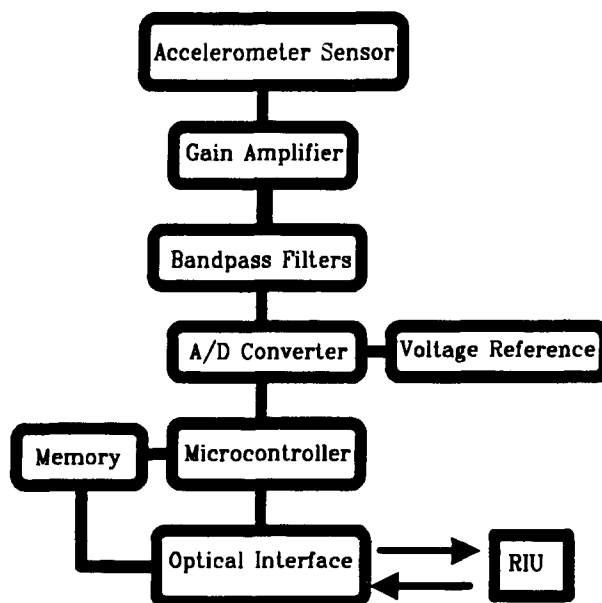 Accelerometer Sensor
Gain Amplifier
Bandpass Filters
A/D Converter
Voltage Reference
Memory
Microcontroller
Optical Interface
RIU